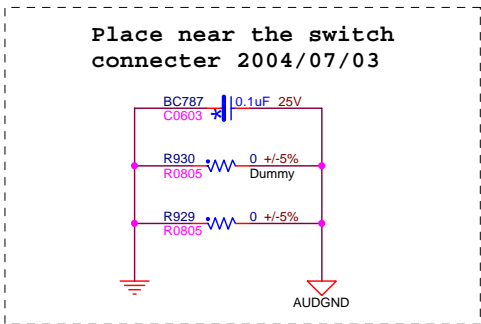 Place near the switch
connecter 2004/07/03
BC787 0.1uF 25V
C0603
R930 0 +/-5%
R0805 Dummy
R929 0 +/-5%
R0805
AUDGND